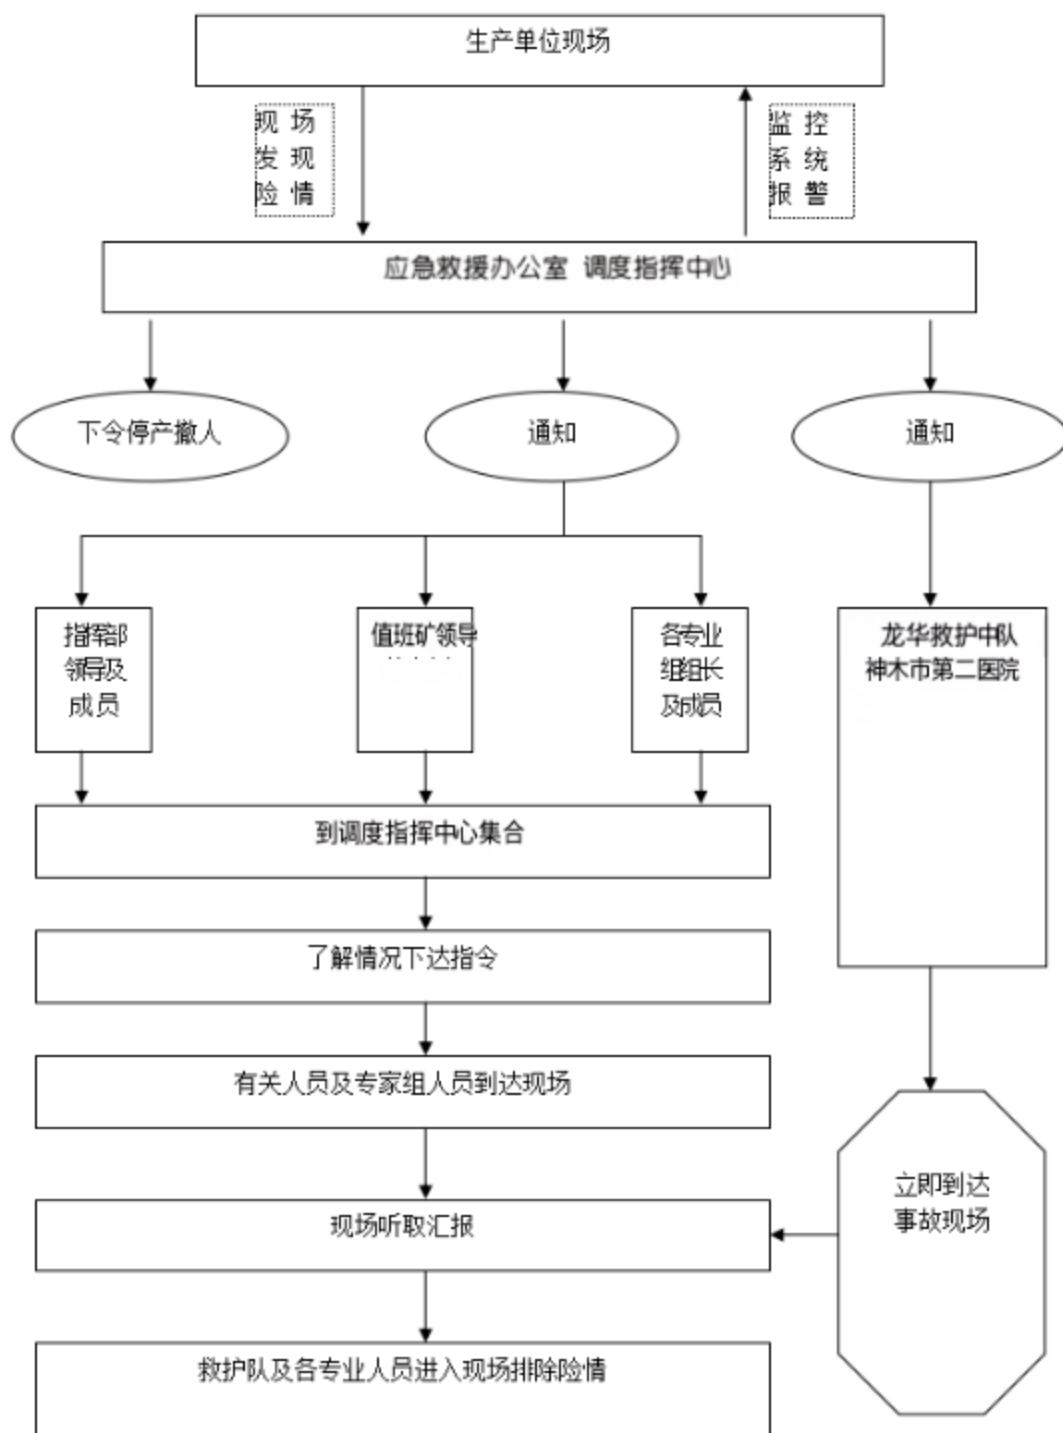 生产单位现场
现场
发现
险情
监控
系统
报警
应急救援办公室 调度指挥中心
下令停产撤人
通知
通知
指挥部
领导及
成员
值班矿领导
各专业
组组长
及成员
龙华救护中队
神木市第二医院
到调度指挥中心集合
了解情况下达指令
有关人员及专家组人员到达现场
立即到达
事故现场
现场听取汇报
救护队及各专业人员进入现场排除险情